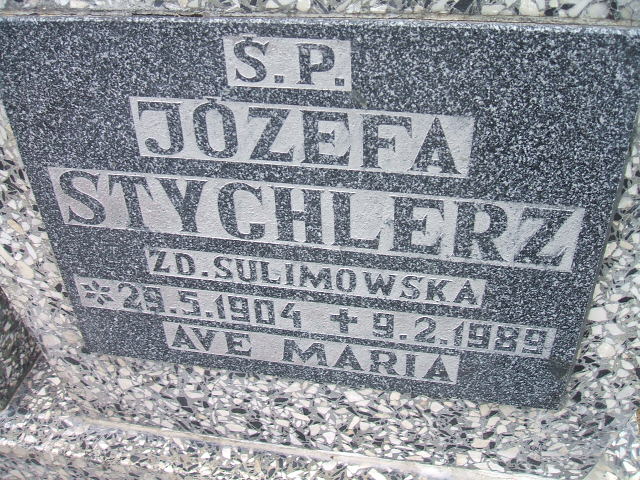 Ś.P.
JÓZEFA
STYCHLERZ
ZD. SULIMOWSKA
* 29.5.1904 ✝ 9.2.1989
AVE MARIA